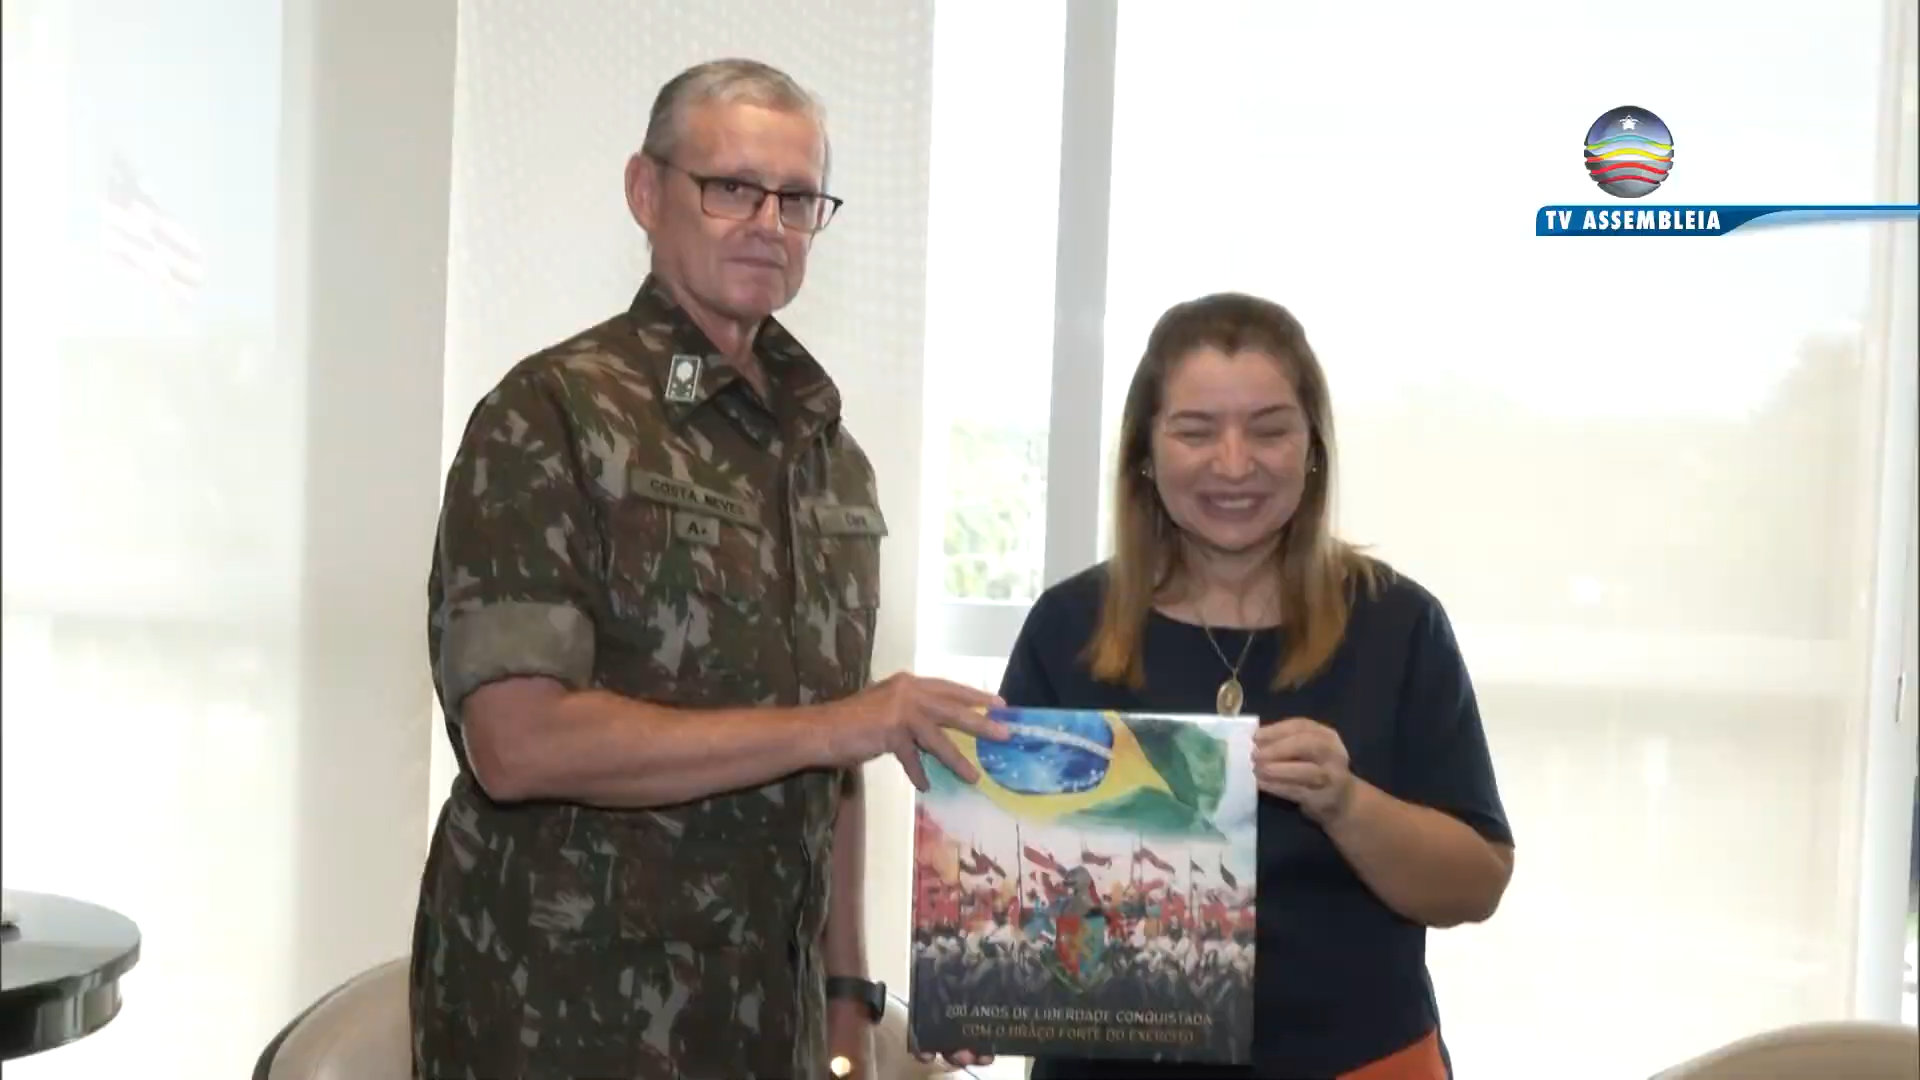 TV ASSEMBLEIA
COSTA NEVES
A+
200 ANOS DE LIBERDADE CONQUISTADA
COM O BRAÇO FORTE DO EXÉRCITO